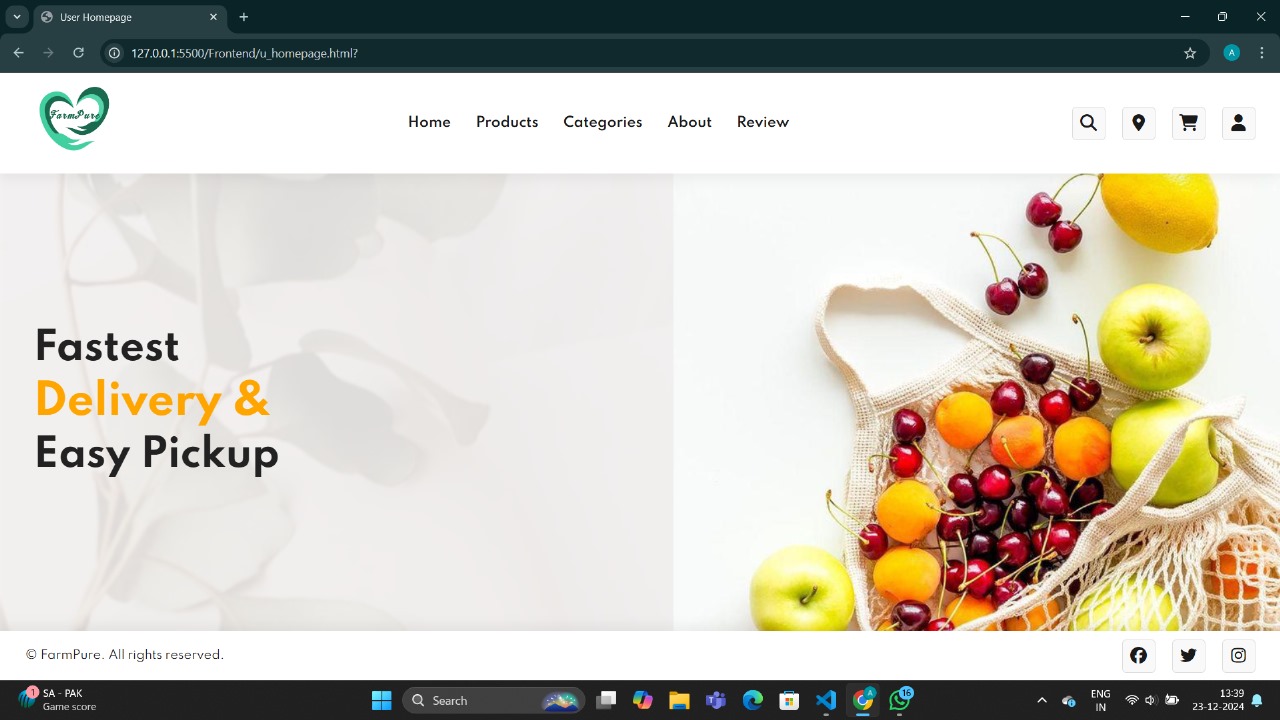 User Homepage
127.0.0.1:5500/Frontend/u_homepage.html?
A
FarmPure
Home Products Categories About Review
Fastest
Delivery &
Easy Pickup
© FarmPure. All rights reserved.
1
SA - PAK
Game score
Search
A
16
ENG
IN
13:39
23-12-2024